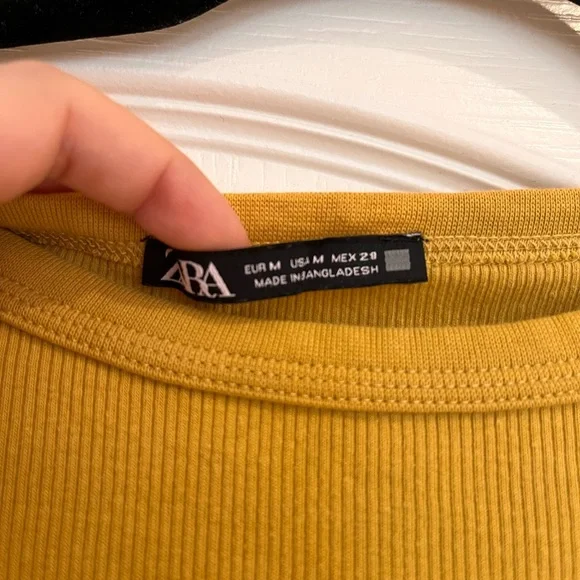 ZARA
EUR M USA M MEX 28
MADE IN BANGLADESH